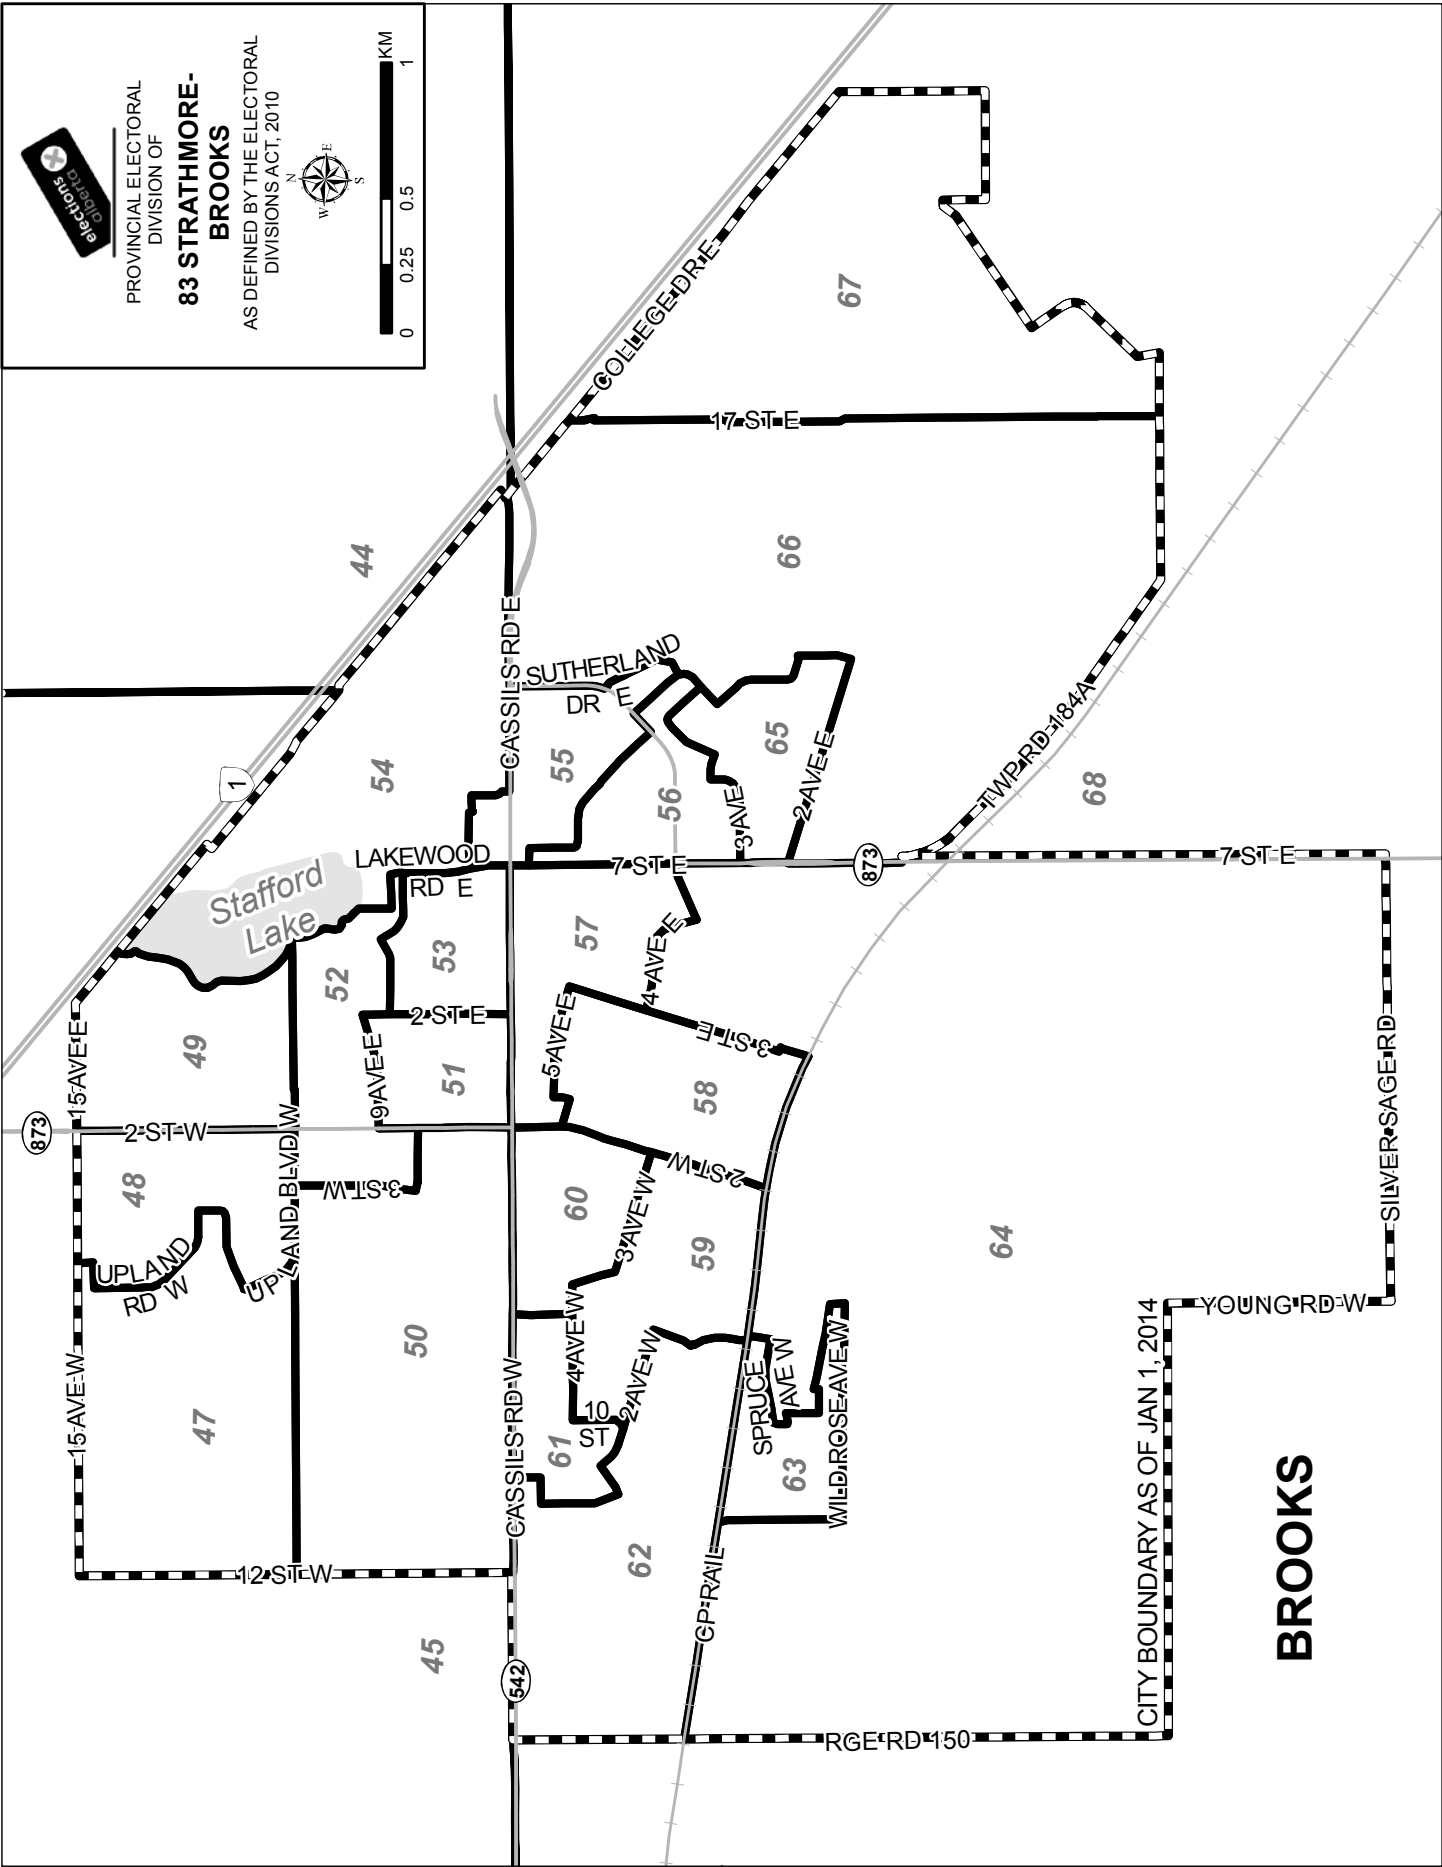 elections
alberta
PROVINCIAL ELECTORAL
DIVISION OF
83 STRATHMORE-
BROOKS
AS DEFINED BY THE ELECTORAL
DIVISIONS ACT, 2010
N
W
E
S
KM
0
0.25
0.5
1
44
COLLEGE DR E
67
17 ST E
66
1
54
CASSILS RD E
SUTHERLAND
DR E
55
56
65
3 AVE
2 AVE E
TWP RD 184A
68
Stafford
Lake
LAKEWOOD
RD E
7 ST E
873
7 ST E
15 AVE E
49
52
53
2 ST E
9 AVE E
51
57
4 AVE E
5 AVE E
3 ST E
58
873
2 ST W
48
UPLAND BLVD W
3 ST W
UPLAND
RD W
UP
60
3 AVE W
2 ST W
59
64
SILVER SAGE RD
YOUNG RD W
15 AVE W
47
50
CASSILS RD W
4 AVE W
10
ST
61
2 AVE W
SPRUCE
AVE W
63
WILD ROSE AVE W
12 ST W
62
CP RAIL
45
542
RGE RD 150
CITY BOUNDARY AS OF JAN 1, 2014
BROOKS